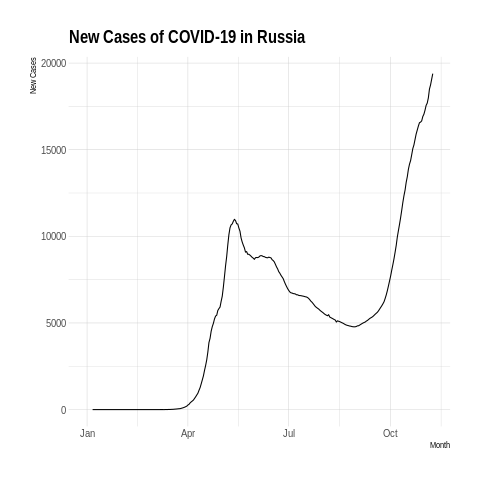 New Cases of COVID-19 in Russia
New Cases
20000
15000
10000
5000
0
Jan Apr Jul Oct
Month